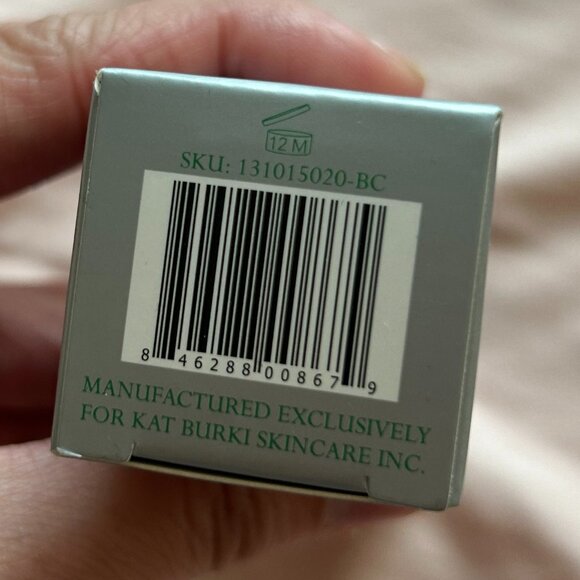 12 M
SKU: 131015020-BC
8 46288 00867 9
MANUFACTURED EXCLUSIVELY
FOR KAT BURKI SKINCARE INC.